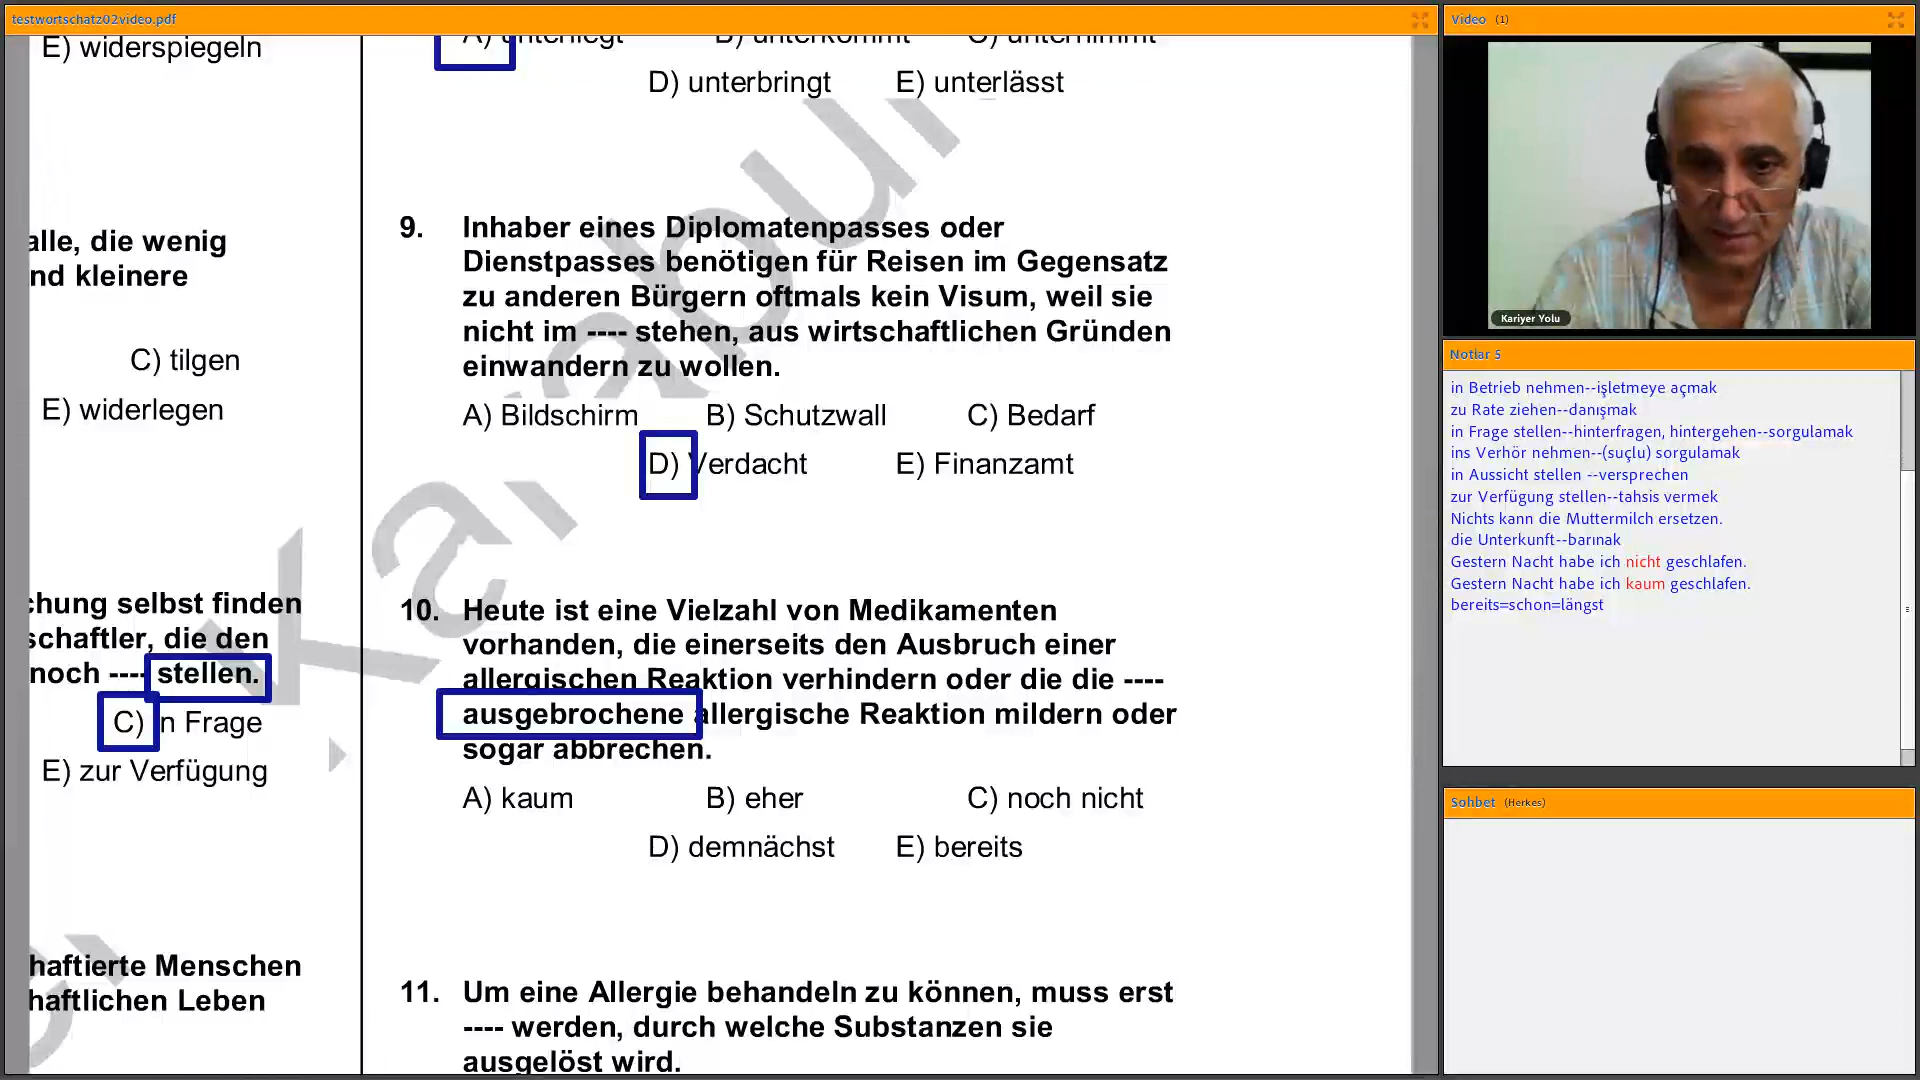 testwortschatz02video.pdf
E) widerspiegeln
alle, die wenig
nd kleinere
C) tilgen
E) widerlegen
chung selbst finden
schaftler, die den
noch ---- stellen.
C) in Frage
E) zur Verfügung
haftierte Menschen
haftlichen Leben
A) unterliegt B) unterkommt C) unternimmt
D) unterbringt E) unterlässt
9. Inhaber eines Diplomatenpasses oder
Dienstpasses benötigen für Reisen im Gegensatz
zu anderen Bürgern oftmals kein Visum, weil sie
nicht im ---- stehen, aus wirtschaftlichen Gründen
einwandern zu wollen.
A) Bildschirm B) Schutzwall C) Bedarf
D) Verdacht E) Finanzamt
10. Heute ist eine Vielzahl von Medikamenten
vorhanden, die einerseits den Ausbruch einer
allergischen Reaktion verhindern oder die die ----
ausgebrochene allergische Reaktion mildern oder
sogar abbrechen.
A) kaum B) eher C) noch nicht
D) demnächst E) bereits
11. Um eine Allergie behandeln zu können, muss erst
---- werden, durch welche Substanzen sie
ausgelöst wird.
Video (1)
Kariyer Yolu
Notlar 5
in Betrieb nehmen--işletmeye açmak
zu Rate ziehen--danışmak
in Frage stellen--hinterfragen, hintergehen--sorgulamak
ins Verhör nehmen--(suçlu) sorgulamak
in Aussicht stellen --versprechen
zur Verfügung stellen--tahsis vermek
Nichts kann die Muttermilch ersetzen.
die Unterkunft--barınak
Gestern Nacht habe ich nicht geschlafen.
Gestern Nacht habe ich kaum geschlafen.
bereits=schon=längst
Sohbet (Herkes)